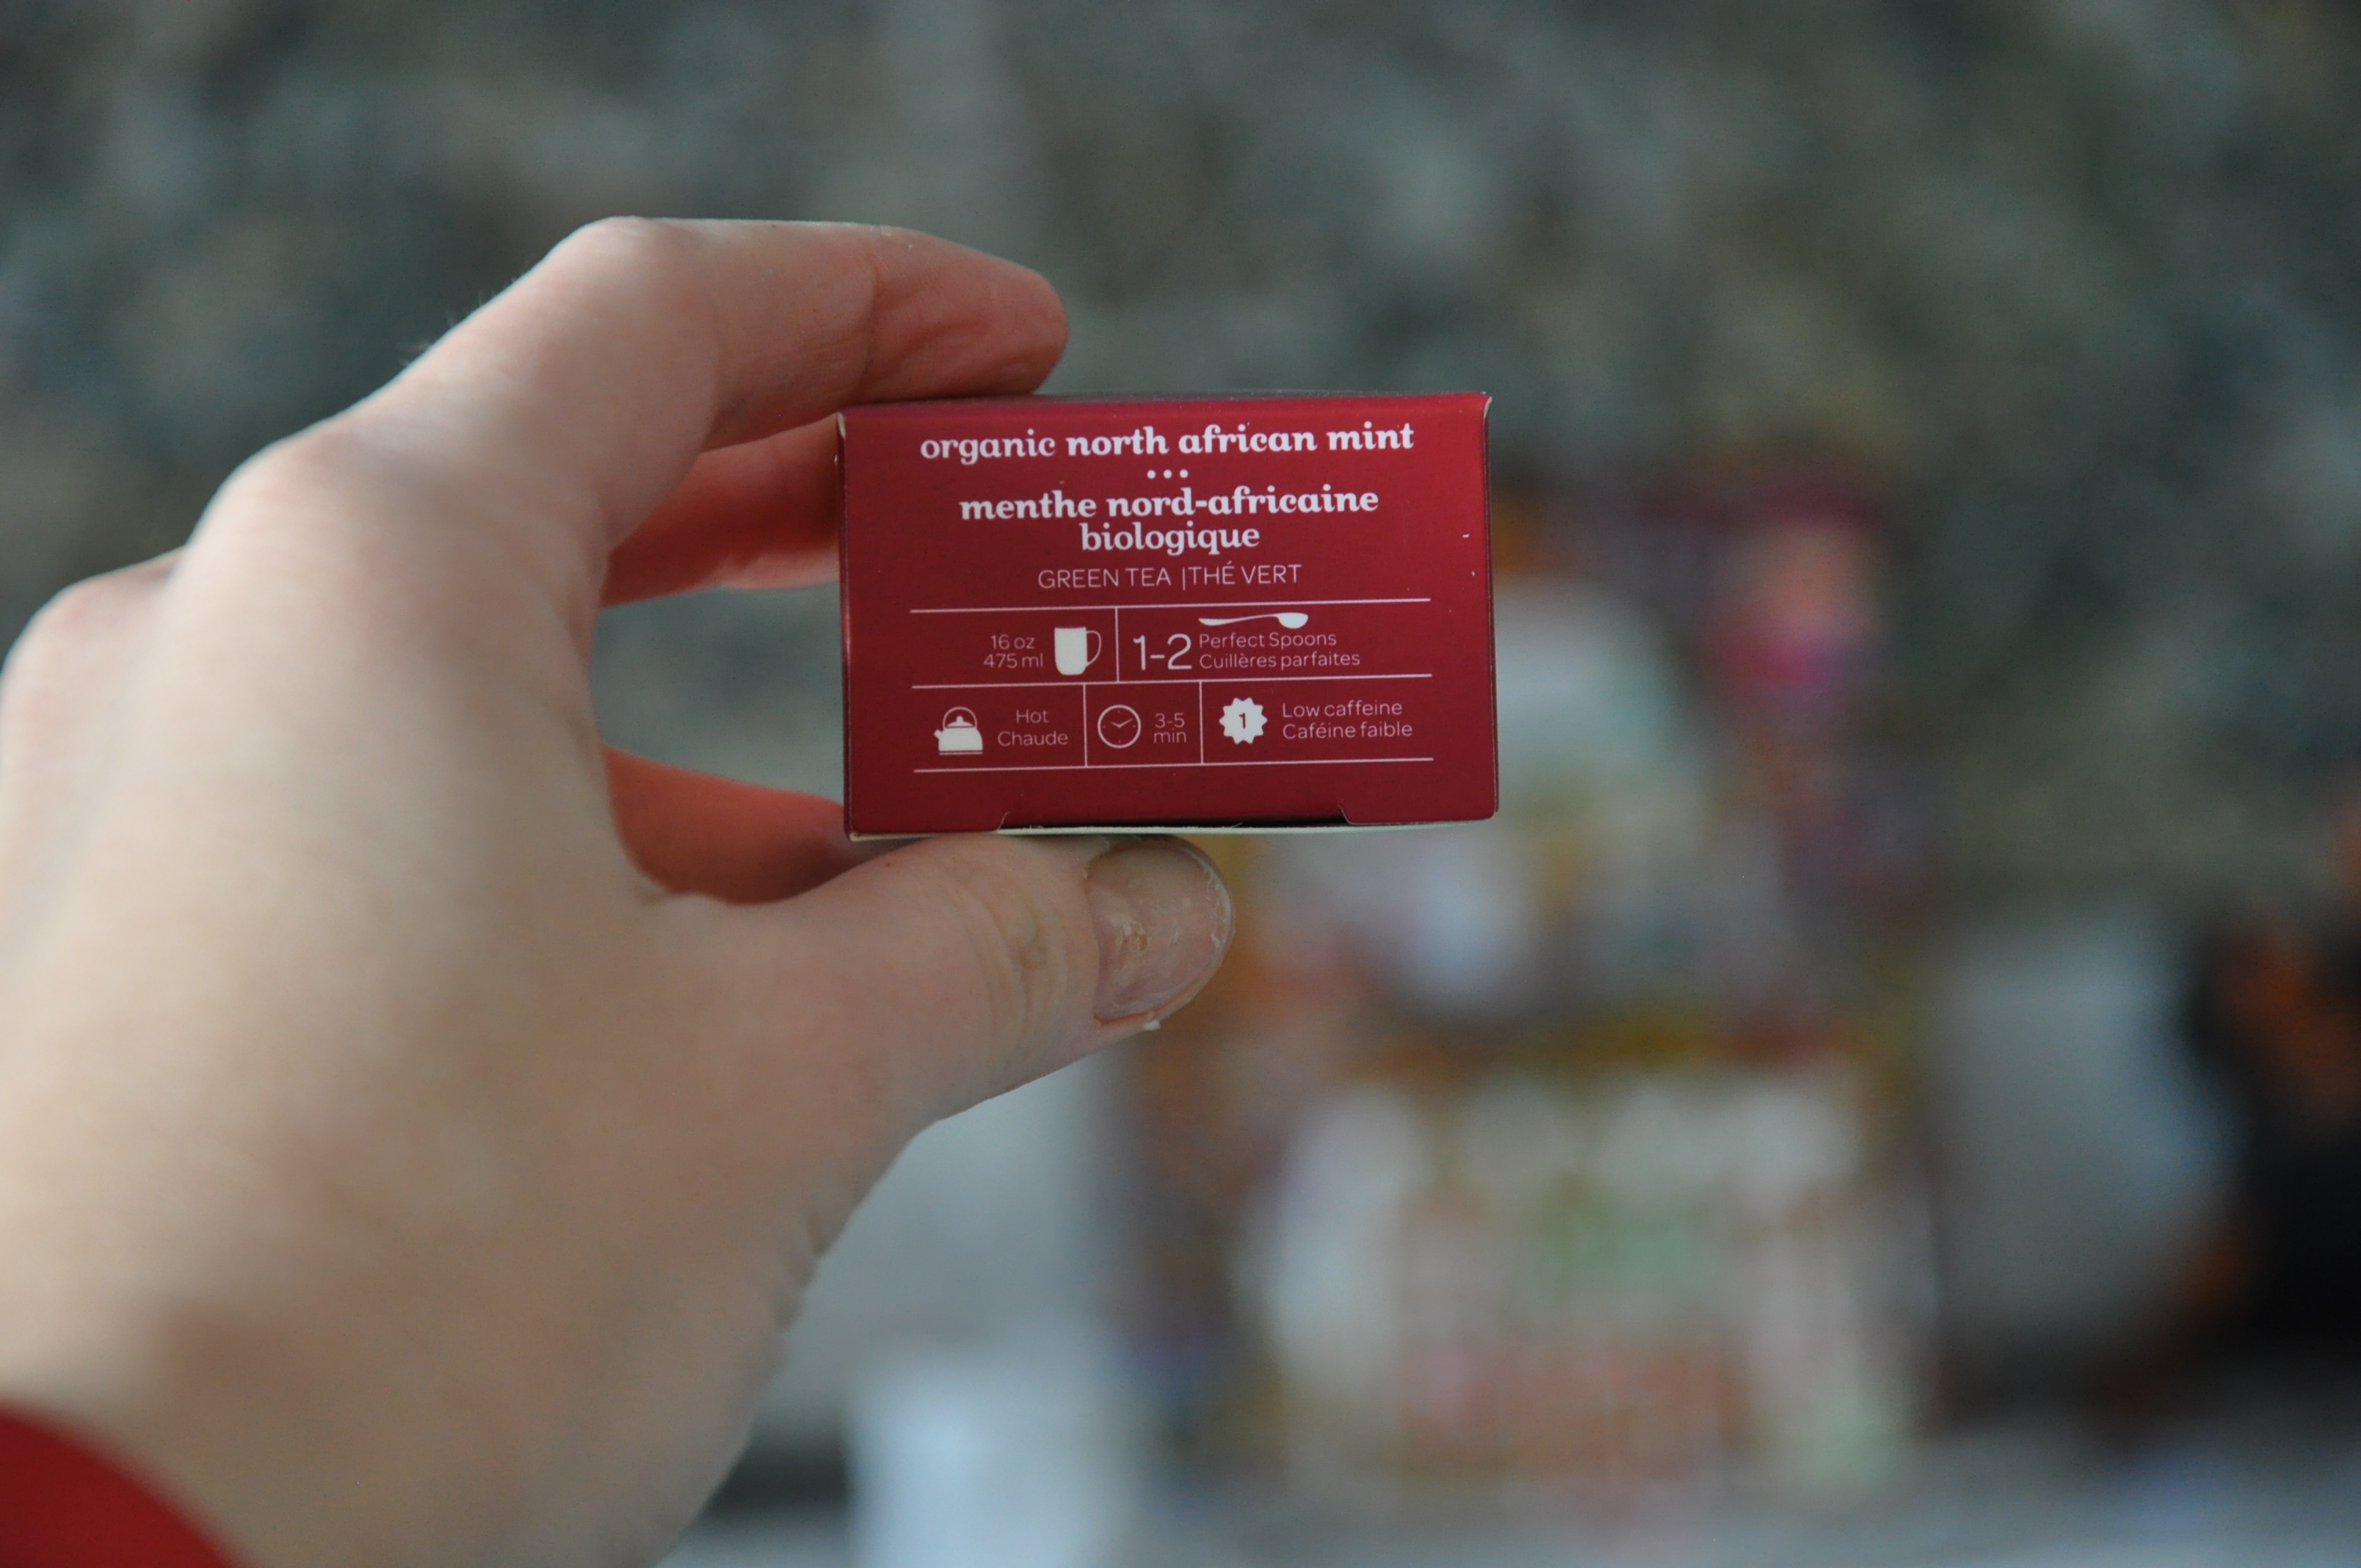 organic north african mint
...
menthe nord-africaine
biologique
GREEN TEA | THÉ VERT
16 oz
475 ml
1-2 Perfect Spoons
Cuillères parfaites
Hot
Chaude
3-5
min
1
Low caffeine
Caféine faible